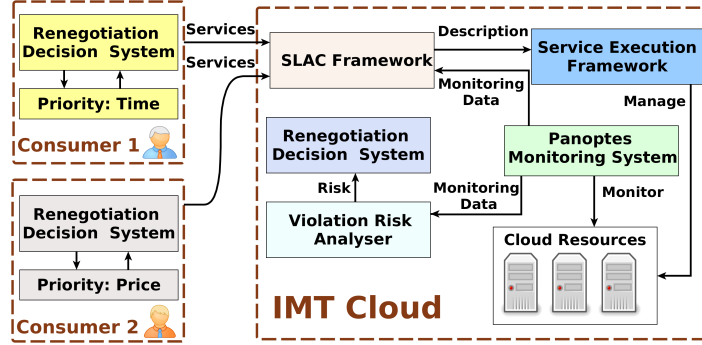 Renegotiation
Decision System
Priority: Time
Consumer 1
Renegotiation
Decision System
Priority: Price
Consumer 2
Services
Services
SLAC Framework
Description
Service Execution
Framework
Monitoring
Data
Manage
Renegotiation
Decision System
Panoptes
Monitoring System
Risk
Monitoring
Data
Monitor
Violation Risk
Analyser
Cloud Resources
IMT Cloud